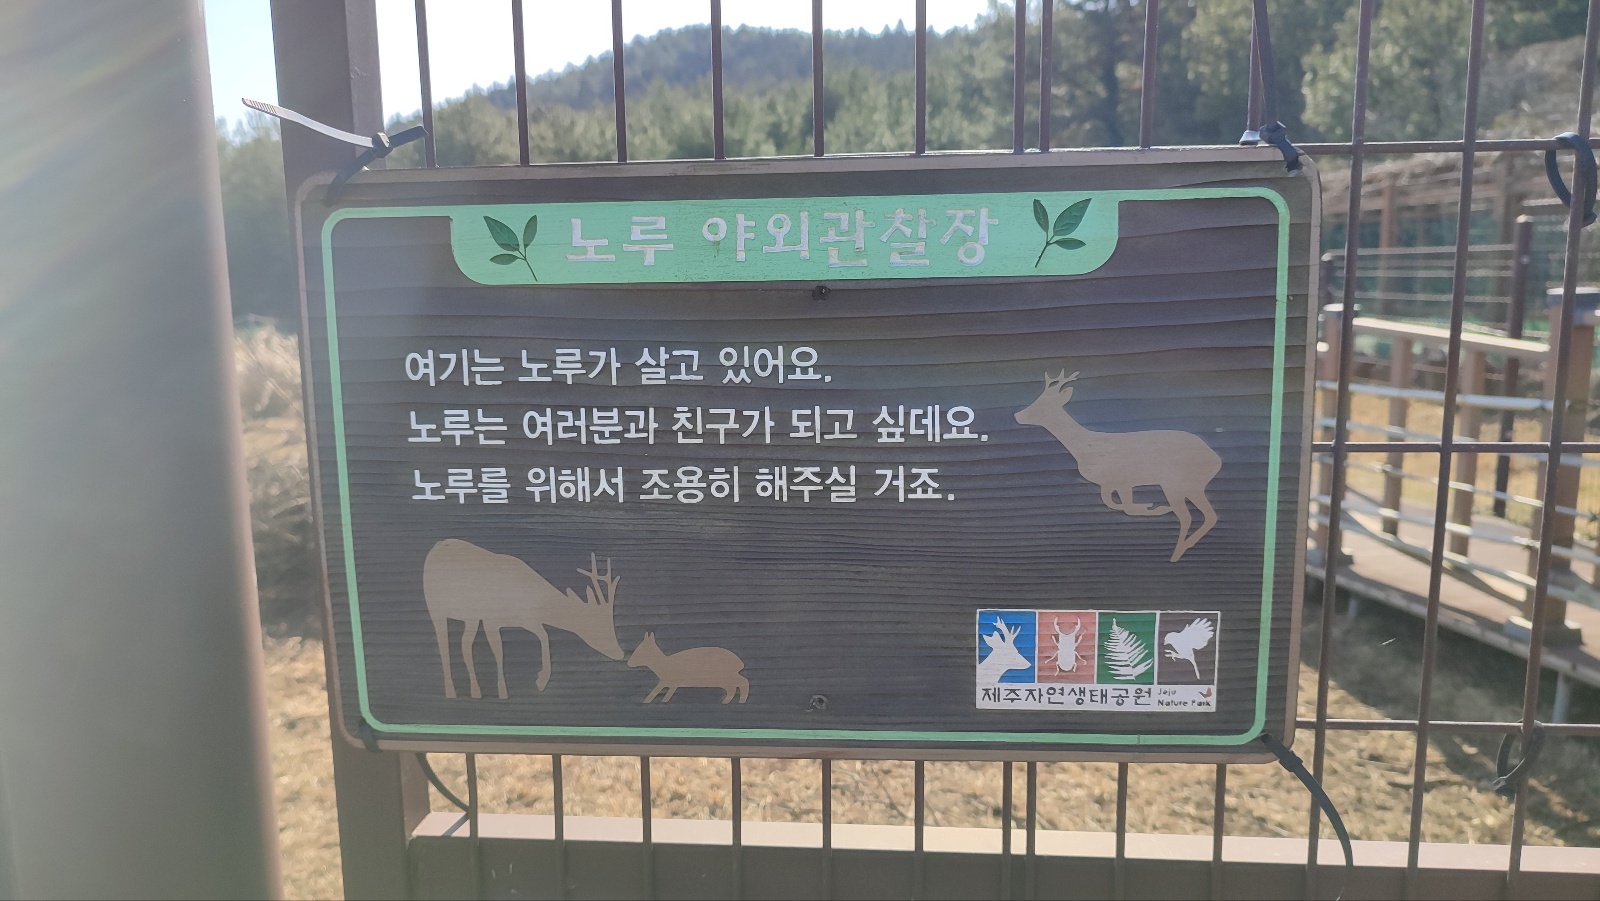 노루 야외관찰장
여기는 노루가 살고 있어요.
노루는 여러분과 친구가 되고 싶데요.
노루를 위해서 조용히 해주실 거죠.
제주자연생태공원 Jeju
Nature Park